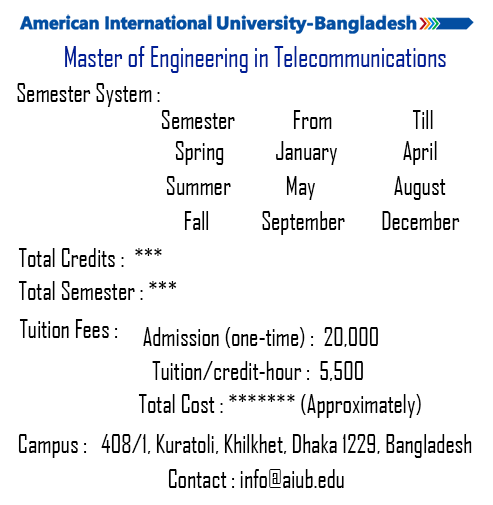 American International University-Bangladesh
Master of Engineering in Telecommunications
Semester System :
Semester From Till
Spring January April
Summer May August
Fall September December
Total Credits : ***
Total Semester : ***
Tuition Fees : Admission (one-time) : 20,000
Tuition/credit-hour : 5,500
Total Cost : ******* (Approximately)
Campus : 408/1, Kuratoli, Khilkhet, Dhaka 1229, Bangladesh
Contact : info@aiub.edu